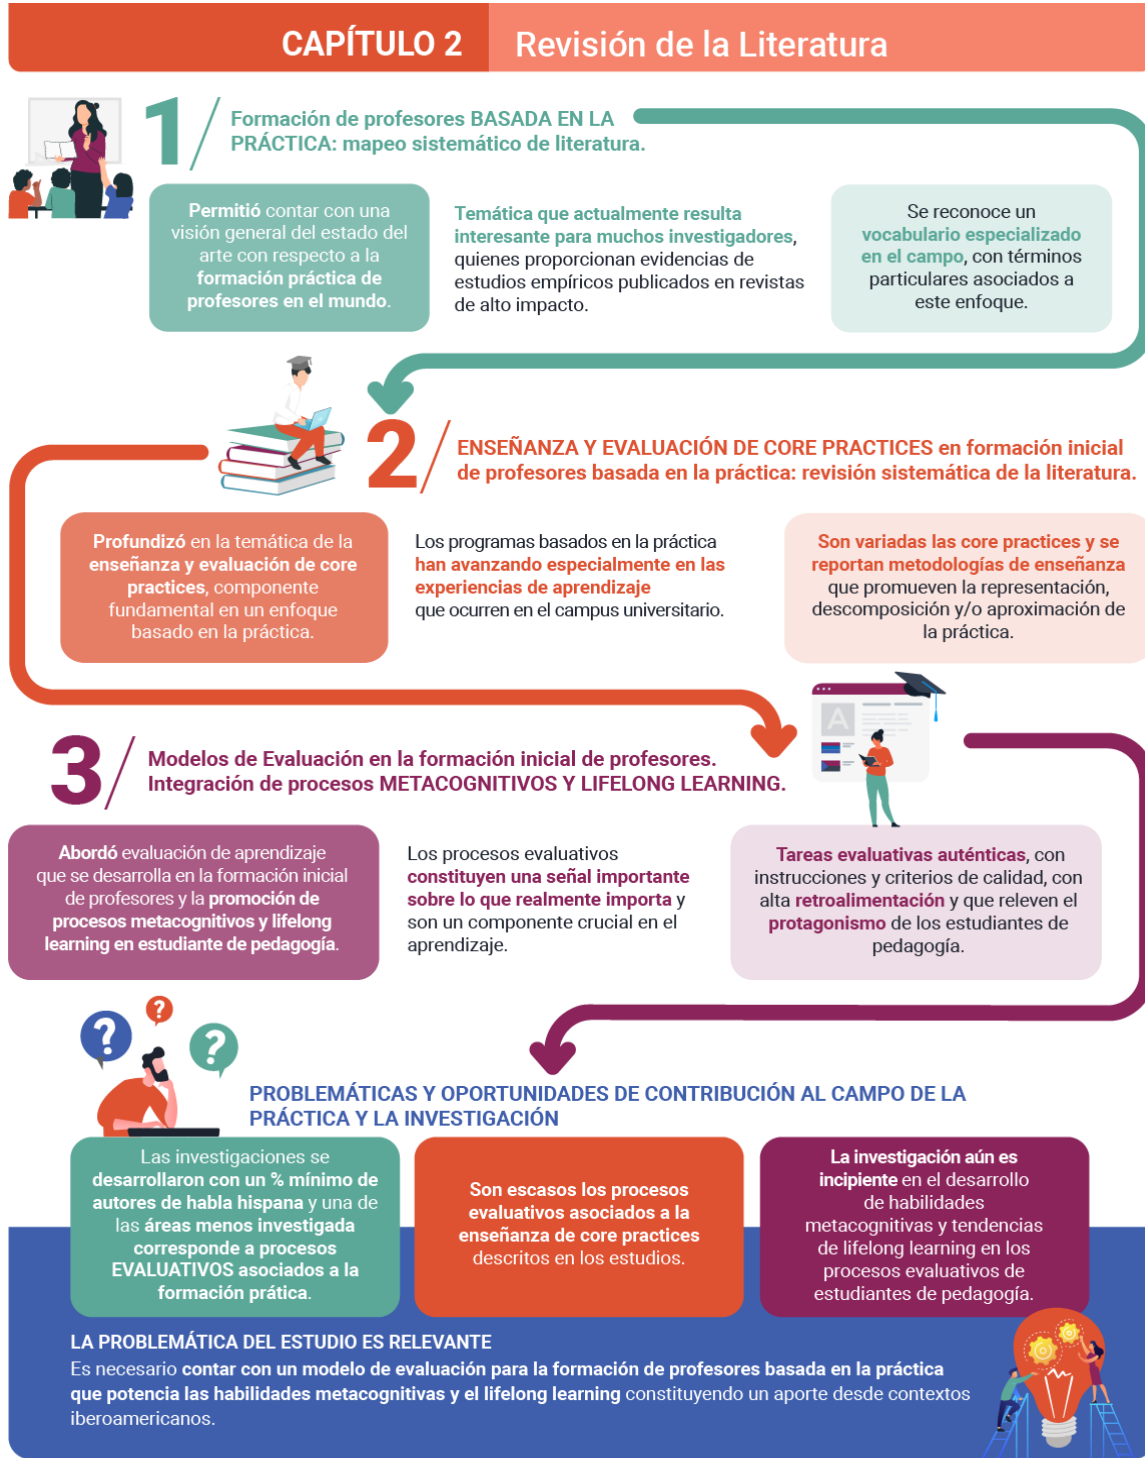 CAPÍTULO 2
Revisión de la Literatura
1
Formación de profesores BASADA EN LA
PRÁCTICA: mapeo sistemático de literatura.
Permitió contar con una
visión general del estado del
arte con respecto a la
formación práctica de
profesores en el mundo.
Temática que actualmente resulta
interesante para muchos investigadores,
quienes proporcionan evidencias de
estudios empíricos publicados en revistas
de alto impacto.
Se reconoce un
vocabulario especializado
en el campo, con términos
particulares asociados a
este enfoque.
2
ENSEÑANZA Y EVALUACIÓN DE CORE PRACTICES en formación inicial
de profesores basada en la práctica: revisión sistemática de la literatura.
Profundizó en la temática de la
enseñanza y evaluación de core
practices, componente
fundamental en un enfoque
basado en la práctica.
Los programas basados en la práctica
han avanzando especialmente en las
experiencias de aprendizaje
que ocurren en el campus universitario.
Son variadas las core practices y se
reportan metodologías de enseñanza
que promueven la representación,
descomposición y/o aproximación de
la práctica.
A
3
Modelos de Evaluación en la formación inicial de profesores.
Integración de procesos METACOGNITIVOS Y LIFELONG LEARNING.
Abordó evaluación de aprendizaje
que se desarrolla en la formación inicial
de profesores y la promoción de
procesos metacognitivos y lifelong
learning en estudiante de pedagogía.
Los procesos evaluativos
constituyen una señal importante
sobre lo que realmente importa y
son un componente crucial en el
aprendizaje.
Tareas evaluativas auténticas, con
instrucciones y criterios de calidad, con
alta retroalimentación y que releven el
protagonismo de los estudiantes de
pedagogía.
?
?
?
PROBLEMÁTICAS Y OPORTUNIDADES DE CONTRIBUCIÓN AL CAMPO DE LA
PRÁCTICA Y LA INVESTIGACIÓN
Las investigaciones se
desarrollaron con un % mínimo de
autores de habla hispana y una de
las áreas menos investigada
corresponde a procesos
EVALUATIVOS asociados a la
formación prática.
Son escasos los procesos
evaluativos asociados a la
enseñanza de core practices
descritos en los estudios.
La investigación aún es
incipiente en el desarrollo
de habilidades
metacognitivas y tendencias
de lifelong learning en los
procesos evaluativos de
estudiantes de pedagogía.
LA PROBLEMÁTICA DEL ESTUDIO ES RELEVANTE
Es necesario contar con un modelo de evaluación para la formación de profesores basada en la práctica
que potencia las habilidades metacognitivas y el lifelong learning constituyendo un aporte desde contextos
iberoamericanos.